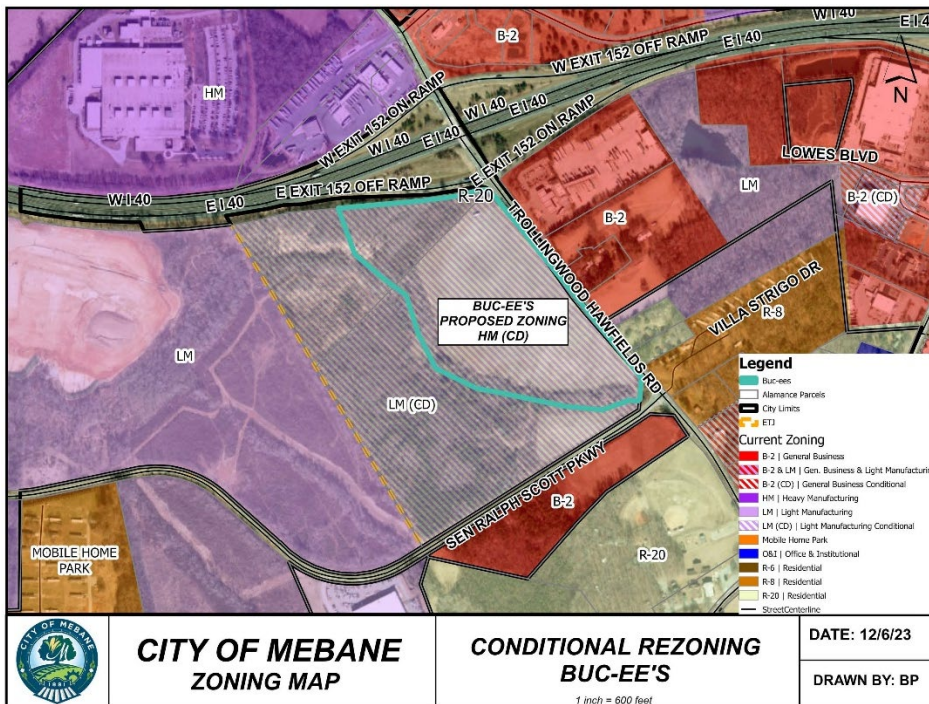 W I 40
E I 40
B-2
W EXIT 152 OFF RAMP
HM
W EXIT 152 ON RAMP
W I 40
E I 40
W I 40
E I 40
E EXIT 152 ON RAMP
N
LOWES BLVD
W I 40
E I 40
E EXIT 152 OFF RAMP
R-20
LM
B-2 (CD)
TROLLINGWOOD HAWFIELDS RD
B-2
BUC-EE'S
PROPOSED ZONING
HM (CD)
VILLA STRIGO DR
R-8
LM
LM (CD)
SEN RALPH SCOTT PKWY
B-2
R-20
MOBILE HOME
PARK
Legend
Buc-ees
Alamance Parcels
City Limits
ETJ
Current Zoning
B-2 | General Business
B-2 & LM | Gen. Business & Light Manufacturi
B-2 (CD) | General Business Conditional
HM | Heavy Manufacturing
LM | Light Manufacturing
LM (CD) | Light Manufacturing Conditional
Mobile Home Park
O&I | Office & Institutional
R-6 | Residential
R-8 | Residential
R-20 | Residential
StreetCenterline
CITY OF MEBANE
1881
CITY OF MEBANE
ZONING MAP
CONDITIONAL REZONING
BUC-EE'S
1 inch = 600 feet
DATE: 12/6/23
DRAWN BY: BP